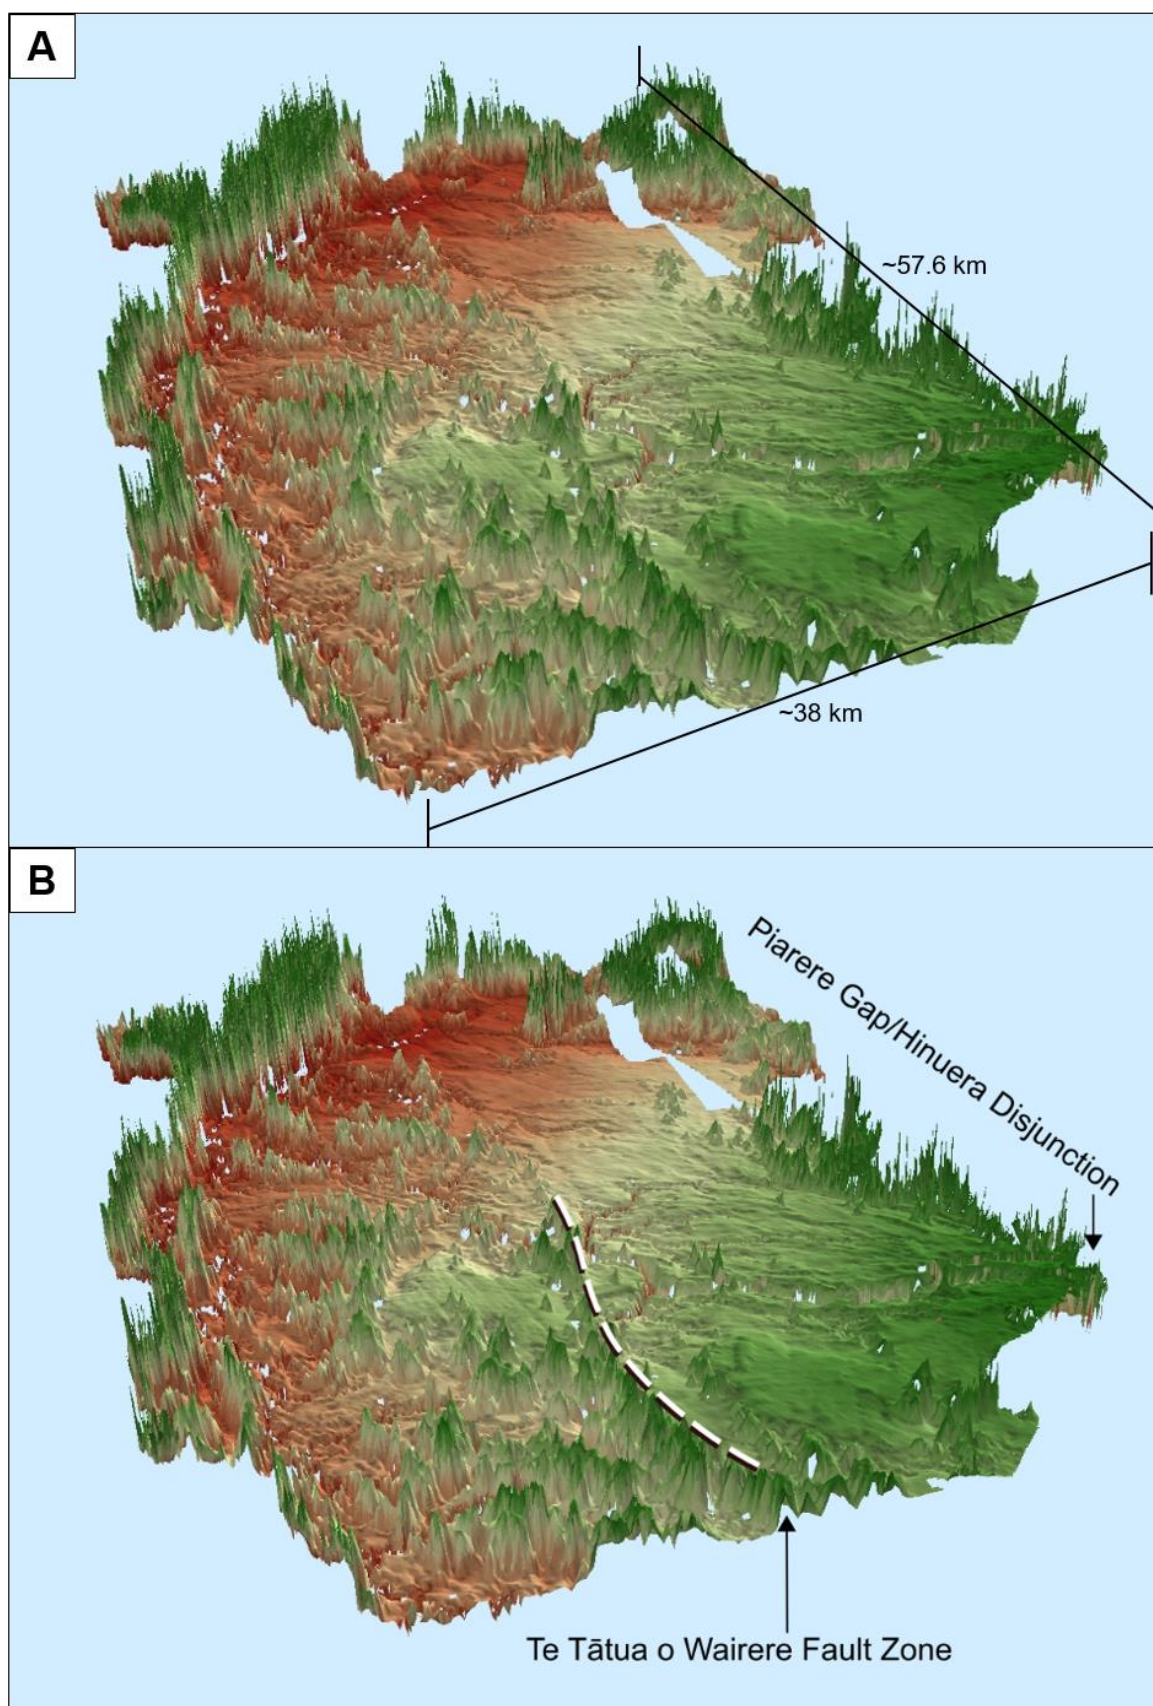 A
~57.6 km
~38 km
B
Piarere Gap/Hinuera Disjunction
Te Tātua o Wairere Fault Zone